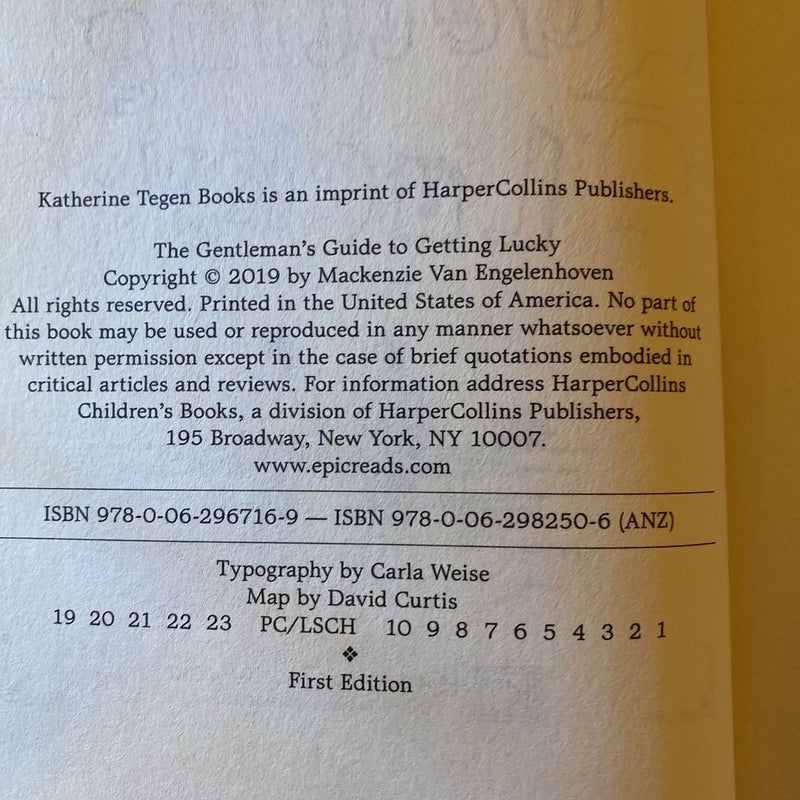 Katherine Tegen Books is an imprint of HarperCollins Publishers.
The Gentleman's Guide to Getting Lucky
Copyright © 2019 by Mackenzie Van Engelenhoven
All rights reserved. Printed in the United States of America. No part of
this book may be used or reproduced in any manner whatsoever without
written permission except in the case of brief quotations embodied in
critical articles and reviews. For information address HarperCollins
Children's Books, a division of HarperCollins Publishers,
195 Broadway, New York, NY 10007.
www.epicreads.com
ISBN 978-0-06-296716-9 — ISBN 978-0-06-298250-6 (ANZ)
Typography by Carla Weise
Map by David Curtis
19 20 21 22 23 PC/LSCH 10 9 8 7 6 5 4 3 2 1
❖
First Edition